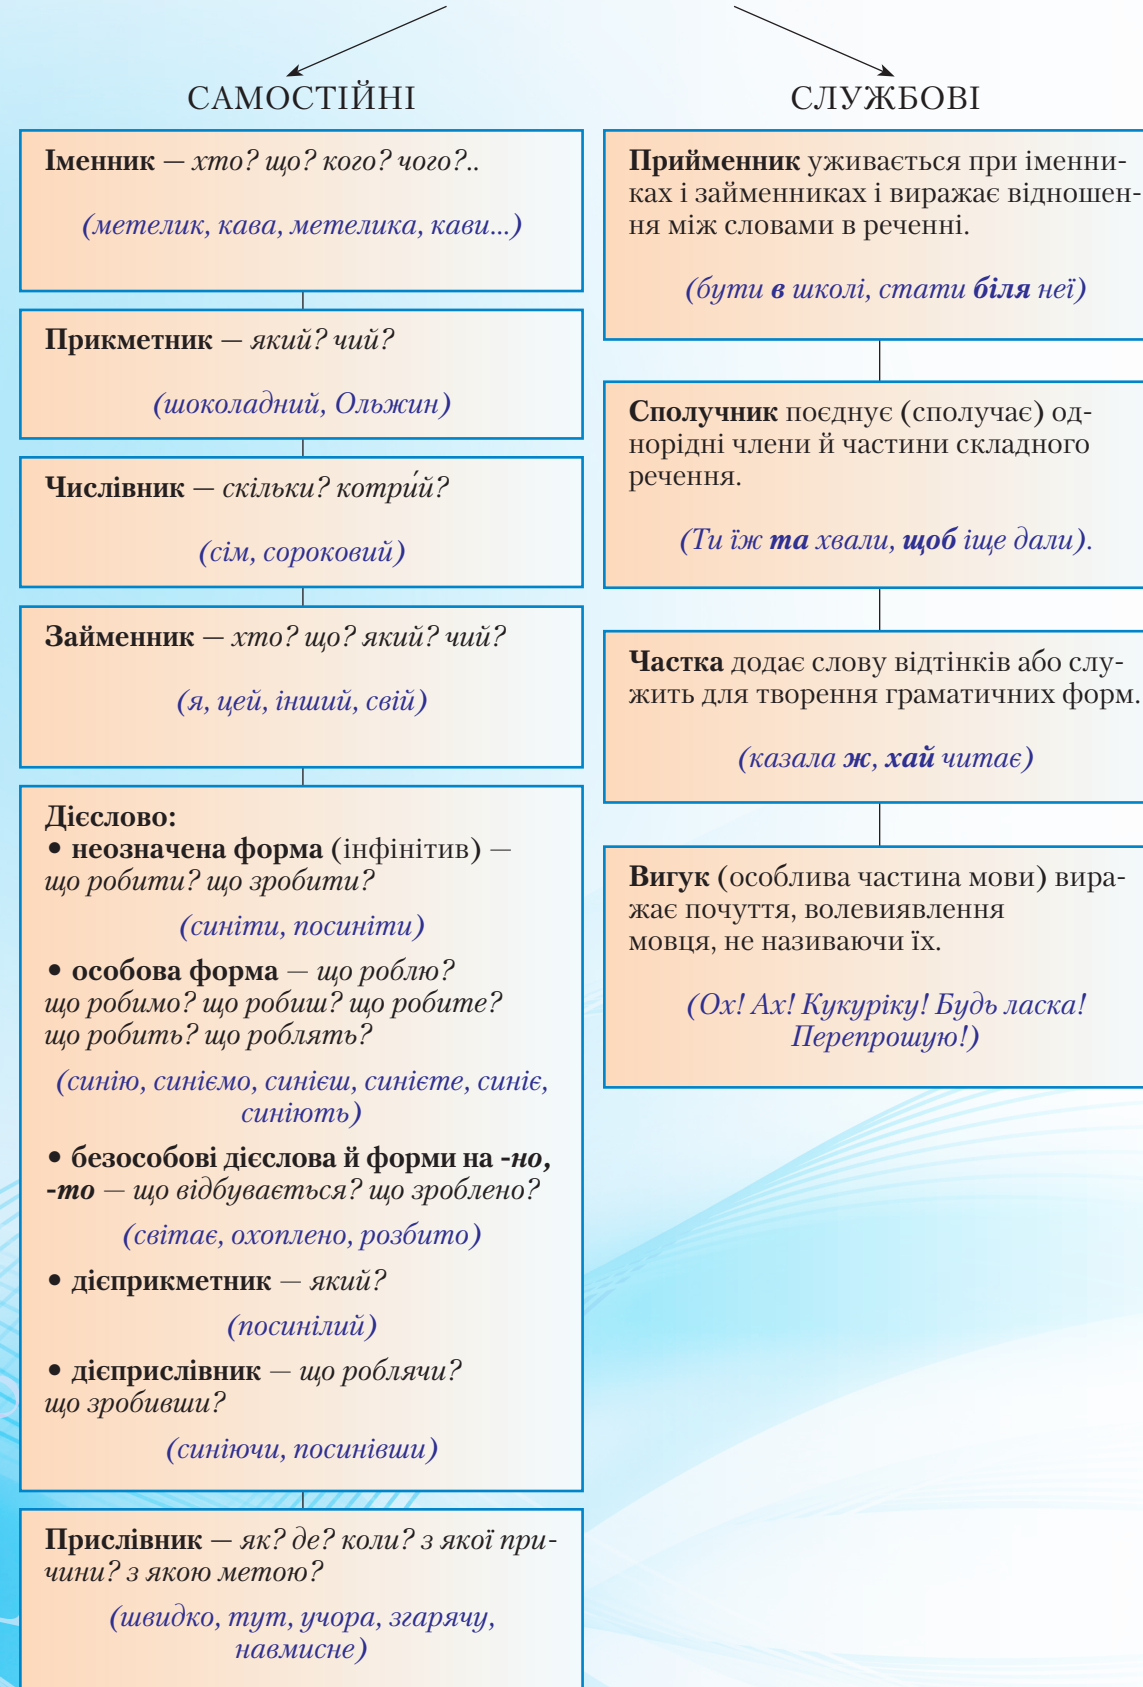 САМОСТІЙНІ
Іменник — хто? що? кого? чого?..
(метелик, кава, метелика, кави...)
Прикметник — який? чий?
(шоколадний, Ольжин)
Числівник — скільки? котри́й?
(сім, сороковий)
Займенник — хто? що? який? чий?
(я, цей, інший, свій)
Дієслово:
• неозначена форма (інфінітив) —
що робити? що зробити?
(синіти, посиніти)
• особова форма — що роблю?
що робимо? що робиш? що робите?
що робить? що роблять?
(синію, синіємо, синієш, синієте, синіє,
синіють)
• безособові дієслова й форми на -но,
-то — що відбувається? що зроблено?
(світає, охоплено, розбито)
• дієприкметник — який?
(посинілий)
• дієприслівник — що роблячи?
що зробивши?
(синіючи, посинівши)
Прислівник — як? де? коли? з якої при-
чини? з якою метою?
(швидко, тут, учора, згарячу,
навмисне)
СЛУЖБОВІ
Прийменник уживається при іменни-
ках і займенниках і виражає відношен-
ня між словами в реченні.
(бути в школі, стати біля неї)
Сполучник поєднує (сполучає) од-
норідні члени й частини складного
речення.
(Ти їж та хвали, щоб іще дали).
Частка додає слову відтінків або слу-
жить для творення граматичних форм.
(казала ж, хай читає)
Вигук (особлива частина мови) вира-
жає почуття, волевиявлення
мовця, не називаючи їх.
(Ох! Ах! Кукуріку! Будь ласка!
Перепрошую!)